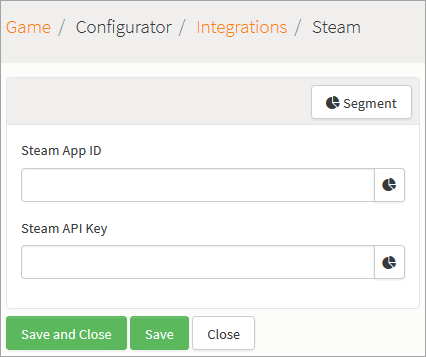 Game / Configurator / Integrations / Steam
Segment
Steam App ID
Steam API Key
Save and Close Save Close